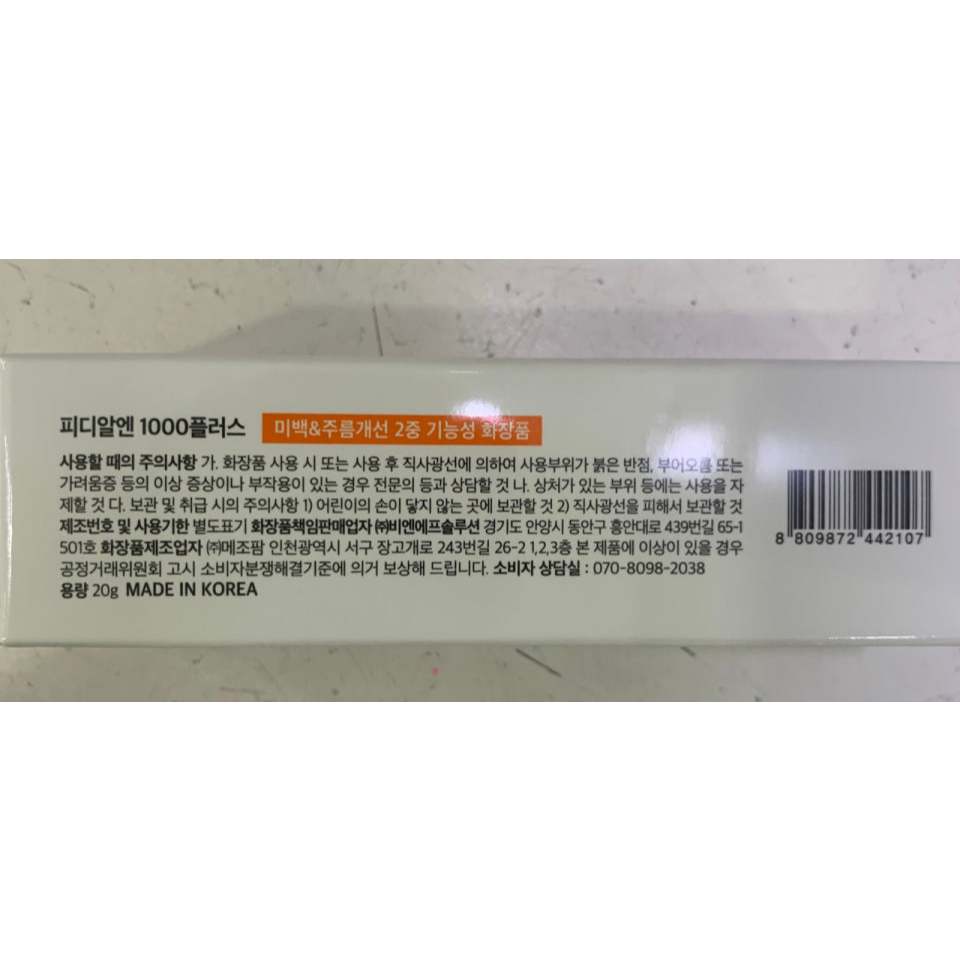 피디알엔 1000플러스 미백&주름개선 2중 기능성 화장품
사용할 때의 주의사항 가. 화장품 사용 시 또는 사용 후 직사광선에 의하여 사용부위가 붉은 반점, 부어오름 또는
가려움증 등의 이상 증상이나 부작용이 있는 경우 전문의 등과 상담할 것 나. 상처가 있는 부위 등에는 사용을 자
제할 것 다. 보관 및 취급 시의 주의사항 1) 어린이의 손이 닿지 않는 곳에 보관할 것 2) 직사광선을 피해서 보관할 것
제조번호 및 사용기한 별도표기 화장품책임판매업자 ㈜비엔에프솔루션 경기도 안양시 동안구 흥안대로 439번길 65-1
501호 화장품제조업자 ㈜메조팜 인천광역시 서구 장고개로 243번길 26-2 1,2,3층 본 제품에 이상이 있을 경우
공정거래위원회 고시 소비자분쟁해결기준에 의거 보상해 드립니다. 소비자 상담실 : 070-8098-2038
용량 20g MADE IN KOREA
8 809872 442107